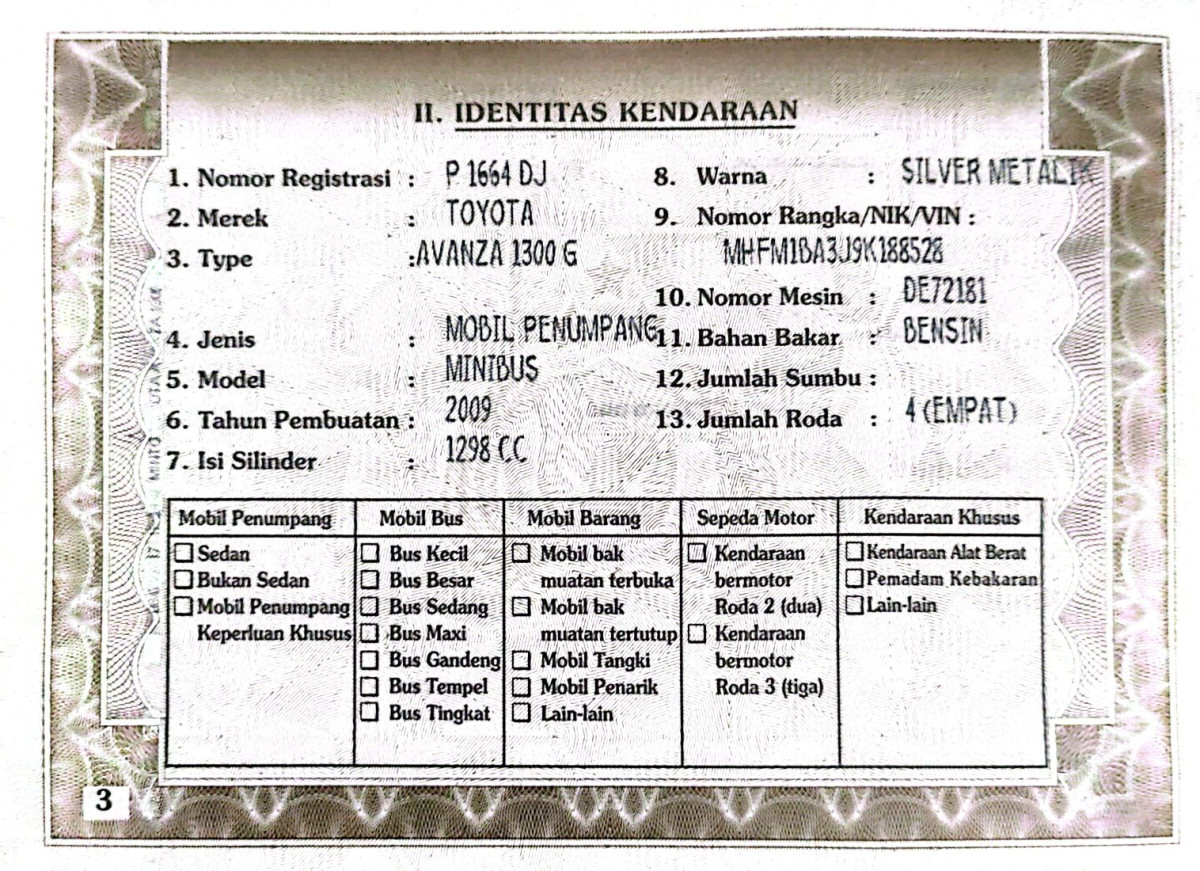 II. IDENTITAS KENDARAAN
1. Nomor Registrasi : P 1664 DJ
2. Merek : TOYOTA
3. Type : AVANZA 1300 G
4. Jenis : MOBIL PENUMPANG
5. Model : MINIBUS
6. Tahun Pembuatan : 2009
7. Isi Silinder : 1298 CC
8. Warna : SILVER METALIK
9. Nomor Rangka/NIK/VIN :
MHFM1BA3J9K188528
10. Nomor Mesin : DE72181
11. Bahan Bakar : BENSIN
12. Jumlah Sumbu :
13. Jumlah Roda : 4 (EMPAT)
Mobil Penumpang
Sedan
Bukan Sedan
Mobil Penumpang
Keperluan Khusus
Mobil Bus
Bus Kecil
Bus Besar
Bus Sedang
Bus Maxi
Bus Gandeng
Bus Tempel
Bus Tingkat
Mobil Barang
Mobil bak
muatan terbuka
Mobil bak
muatan tertutup
Mobil Tangki
Mobil Penarik
Lain-lain
Sepeda Motor
Kendaraan
bermotor
Roda 2 (dua)
Kendaraan
bermotor
Roda 3 (tiga)
Kendaraan Khusus
Kendaraan Alat Berat
Pemadam Kebakaran
Lain-lain
3